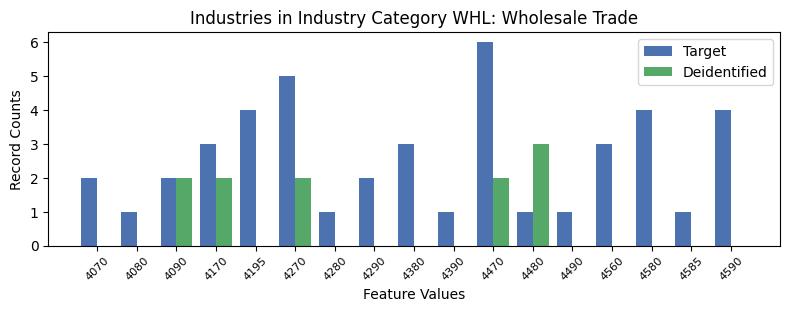 Industries in Industry Category WHL: Wholesale Trade
Target
Deidentified
Record Counts
6
5
4
3
2
1
0
4070 4080 4090 4170 4195 4270 4280 4290 4380 4390 4470 4480 4490 4560 4580 4585 4590
Feature Values